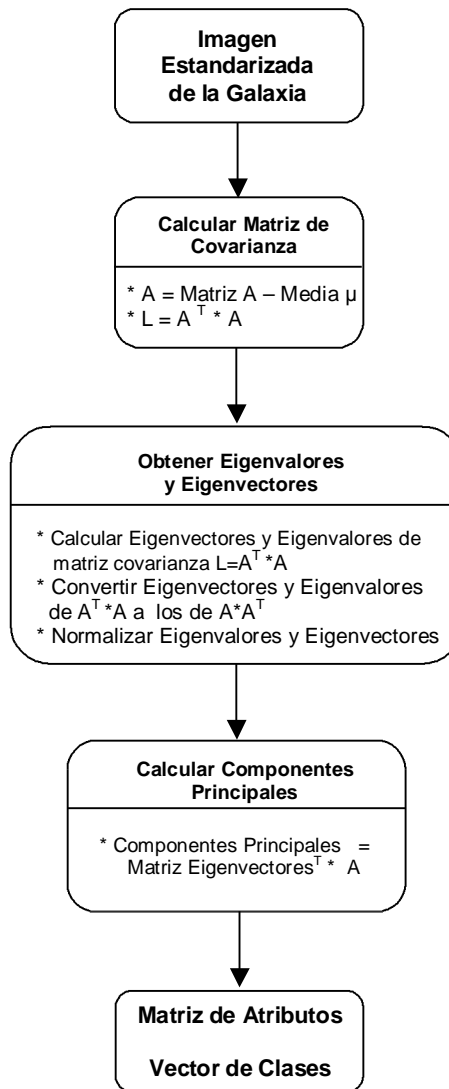 Imagen
Estandarizada
de la Galaxia
Calcular Matriz de
Covarianza
* A = Matriz A – Media µ
* L = A ᵀ * A
Obtener Eigenvalores
y Eigenvectores
* Calcular Eigenvectores y Eigenvalores de
matriz covarianza L=Aᵀ *A
* Convertir Eigenvectores y Eigenvalores
de Aᵀ *A a los de A*Aᵀ
* Normalizar Eigenvalores y Eigenvectores
Calcular Componentes
Principales
* Componentes Principales =
Matriz Eigenvectoresᵀ * A
Matriz de Atributos
Vector de Clases